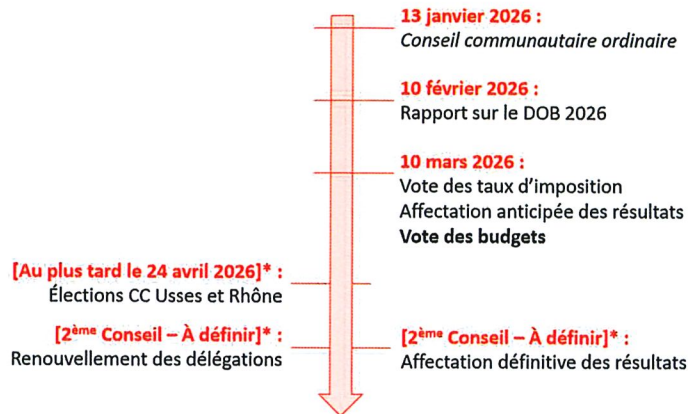 13 janvier 2026 :
Conseil communautaire ordinaire
10 février 2026 :
Rapport sur le DOB 2026
10 mars 2026 :
Vote des taux d'imposition
Affectation anticipée des résultats
Vote des budgets
[Au plus tard le 24 avril 2026]* :
Élections CC Usses et Rhône
[2ème Conseil – À définir]* :
Renouvellement des délégations
[2ème Conseil – À définir]* :
Affectation définitive des résultats